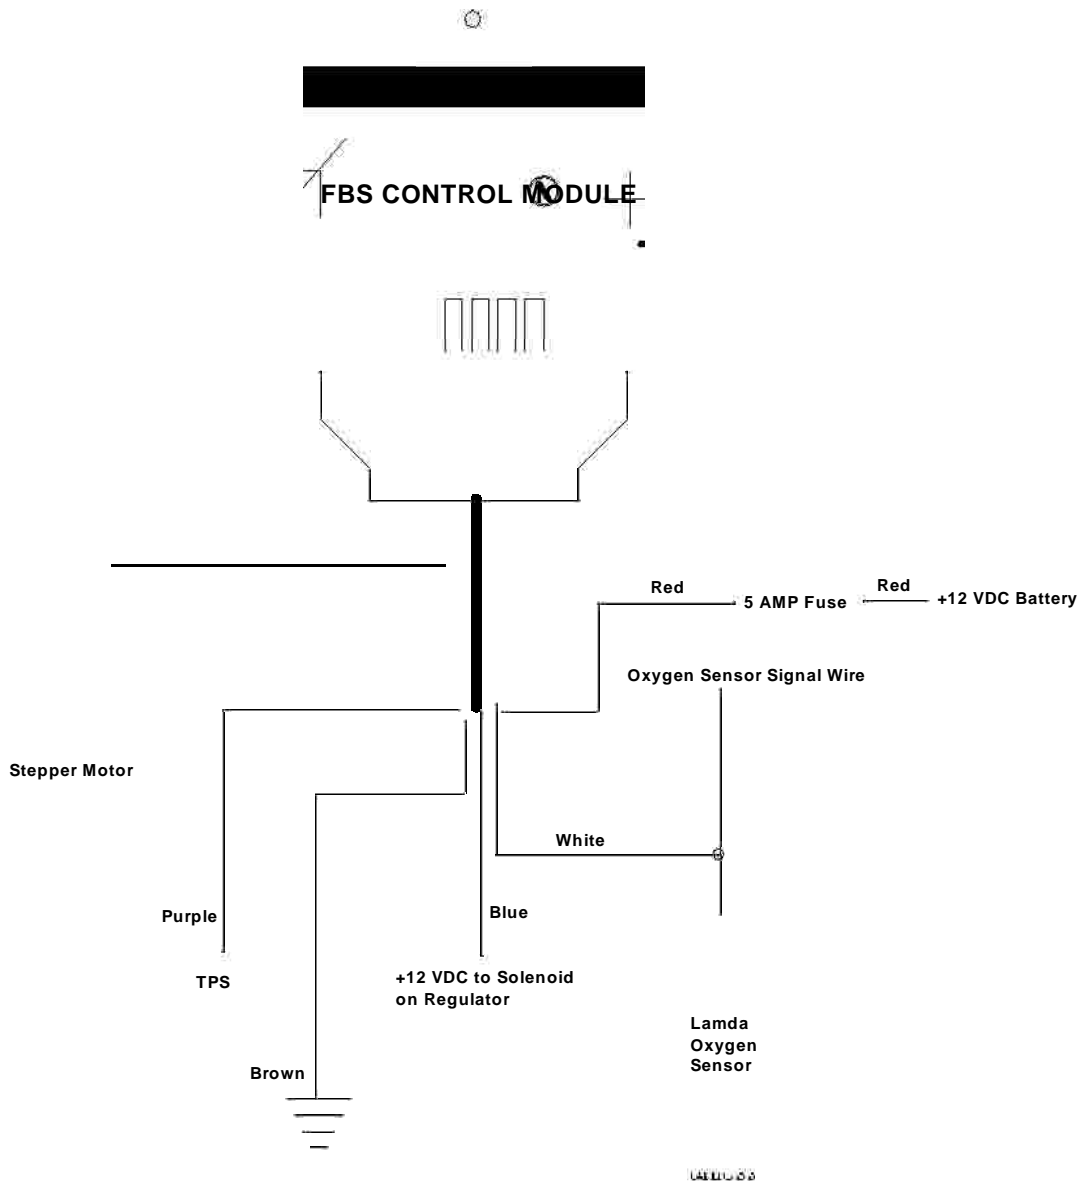 FBS CONTROL MODULE
Red
5 AMP Fuse
Red
+12 VDC Battery
Oxygen Sensor Signal Wire
Stepper Motor
White
Purple
Blue
TPS
+12 VDC to Solenoid
on Regulator
Lamda
Oxygen
Sensor
Brown